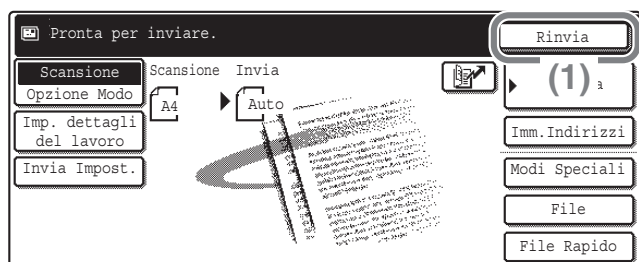 Pronta per inviare.
Rinvia
Scansione
Opzione Modo
Scansione
Invia
A4
Auto
(1)
a
Imp. dettagli
del lavoro
Imm.Indirizzi
Invia Impost.
Modi Speciali
File
File Rapido